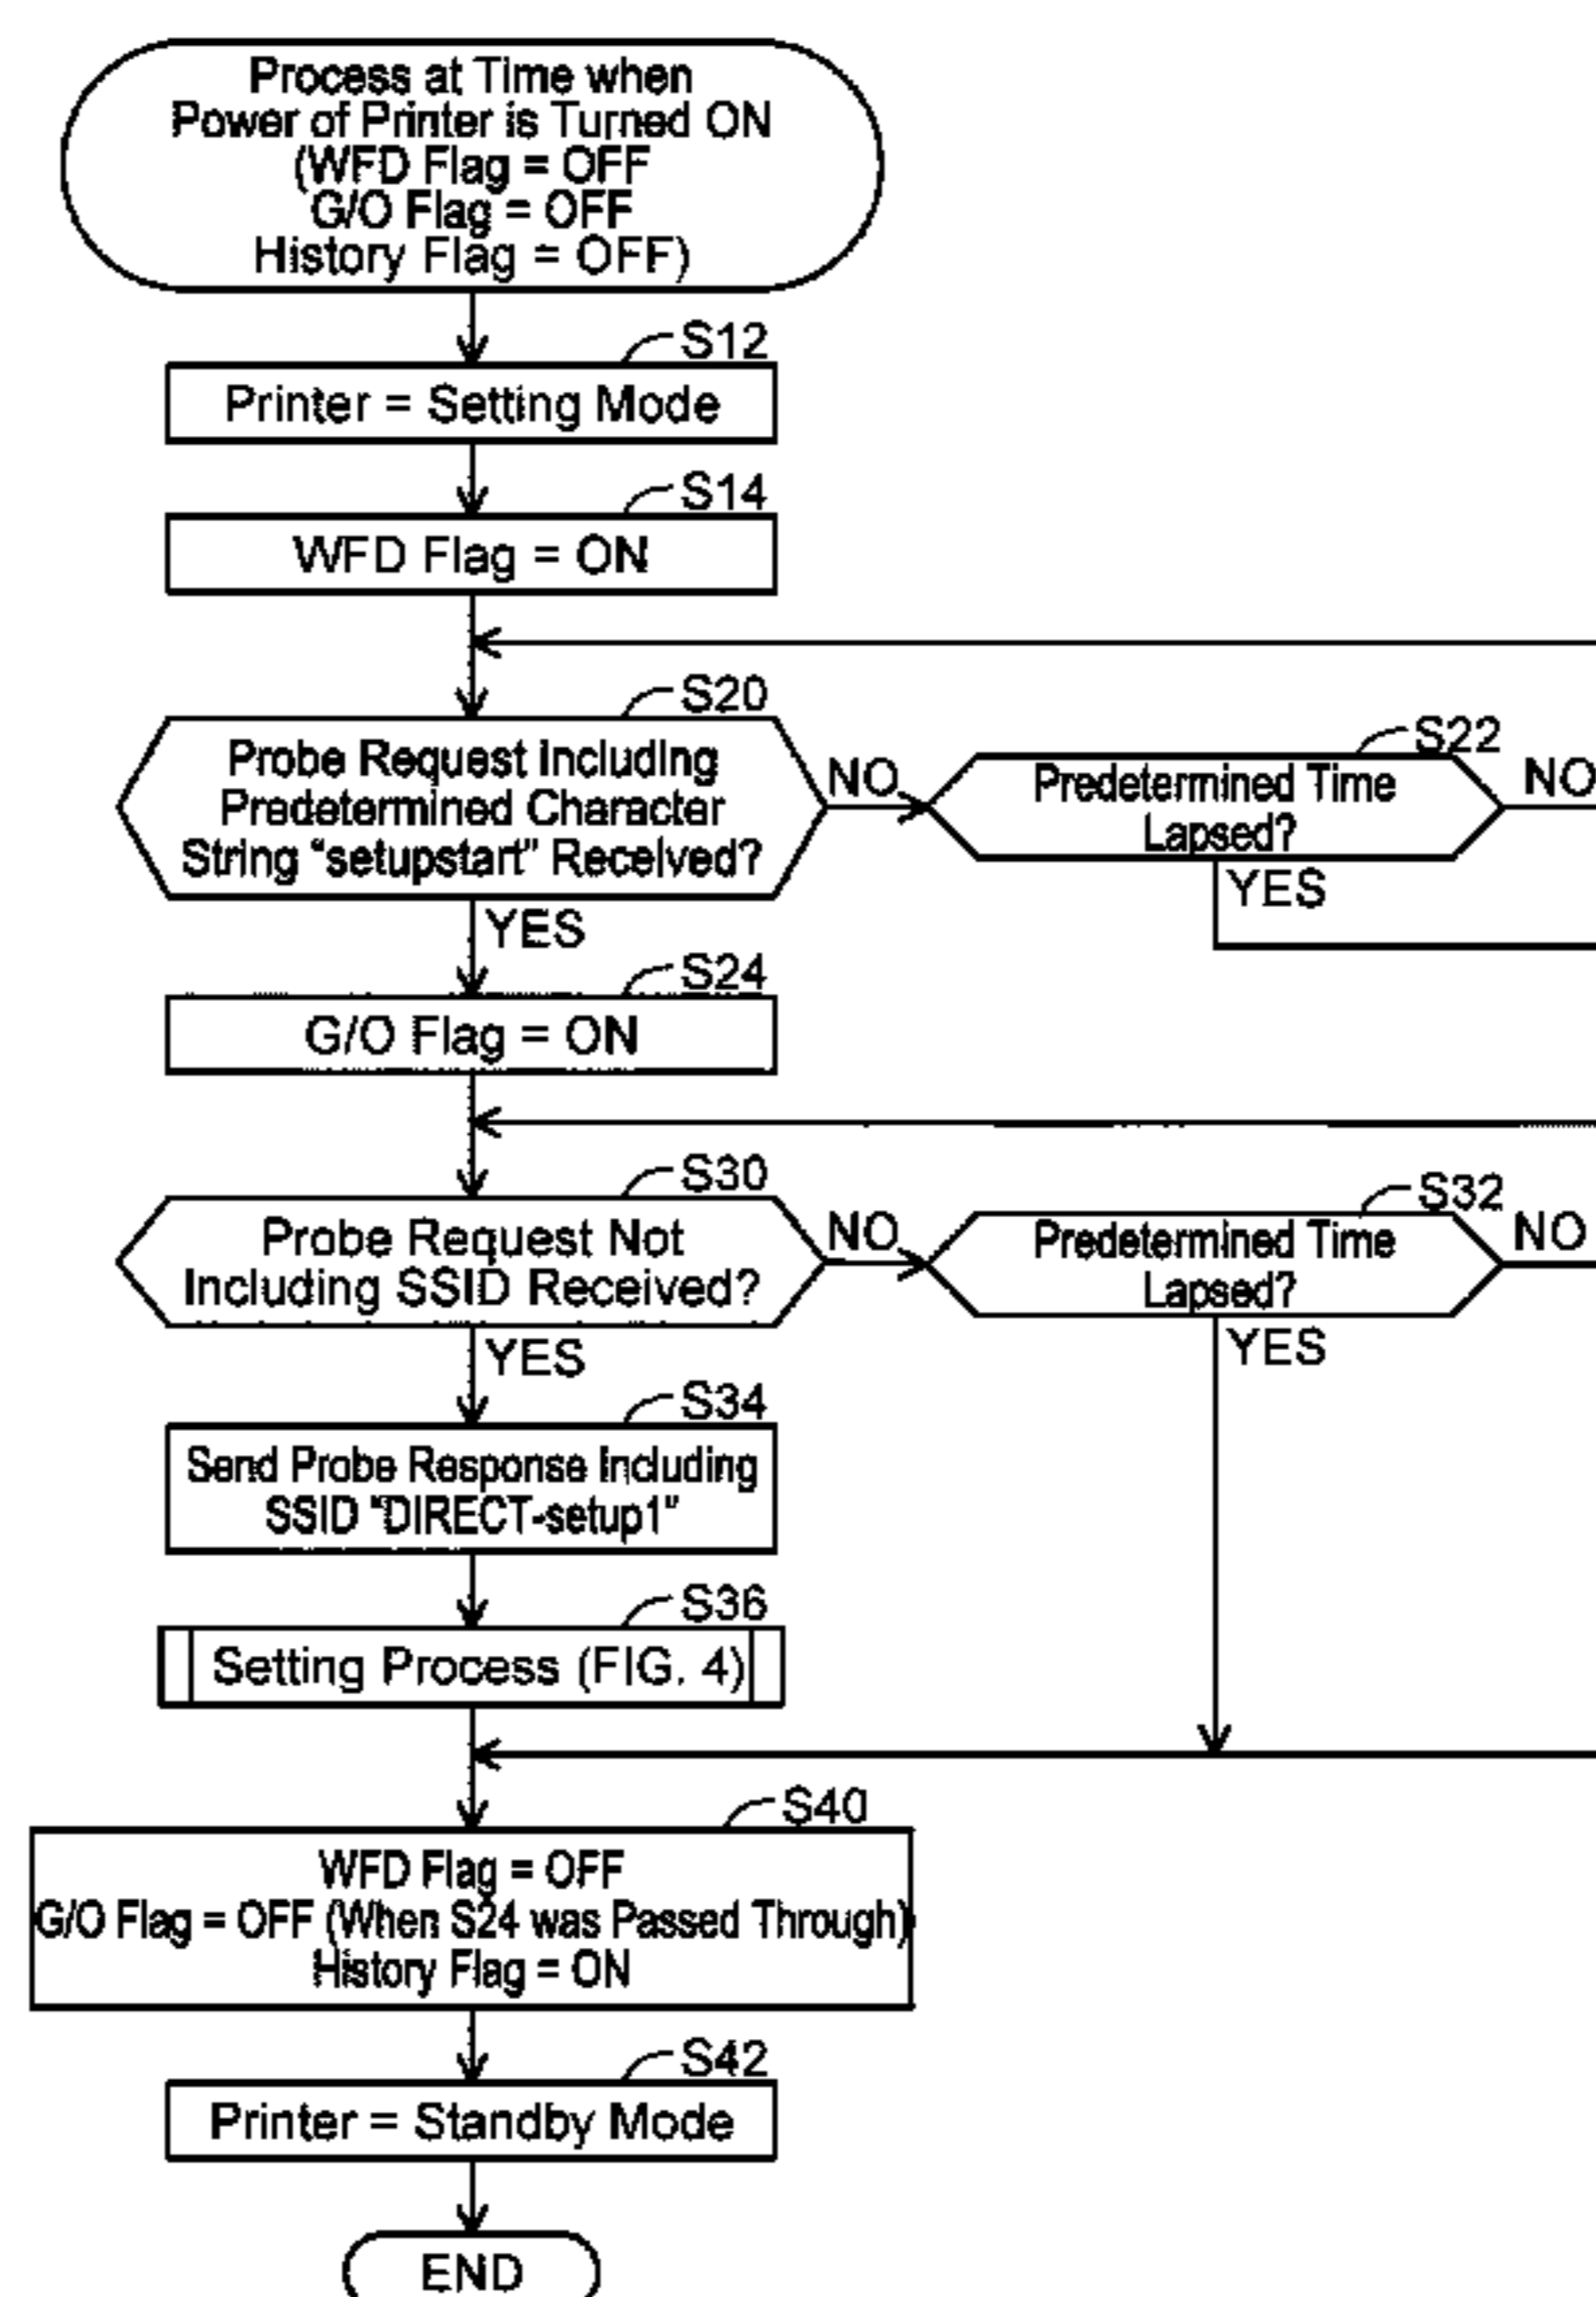 Process at Time when
Power of Printer is Turned ON
(WFD Flag = OFF
G/O Flag = OFF
History Flag = OFF)
S12
Printer = Setting Mode
S14
WFD Flag = ON
S20
Probe Request Including
Predetermined Character
String "setupstart" Received?
NO
S22
Predetermined Time
Lapsed?
NO
YES
YES
S24
G/O Flag = ON
S30
Probe Request Not
Including SSID Received?
NO
S32
Predetermined Time
Lapsed?
NO
YES
YES
S34
Send Probe Response Including
SSID "DIRECT-setup1"
S36
Setting Process (FIG. 4)
S40
WFD Flag = OFF
G/O Flag = OFF (When S24 was Passed Through)
History Flag = ON
S42
Printer = Standby Mode
END